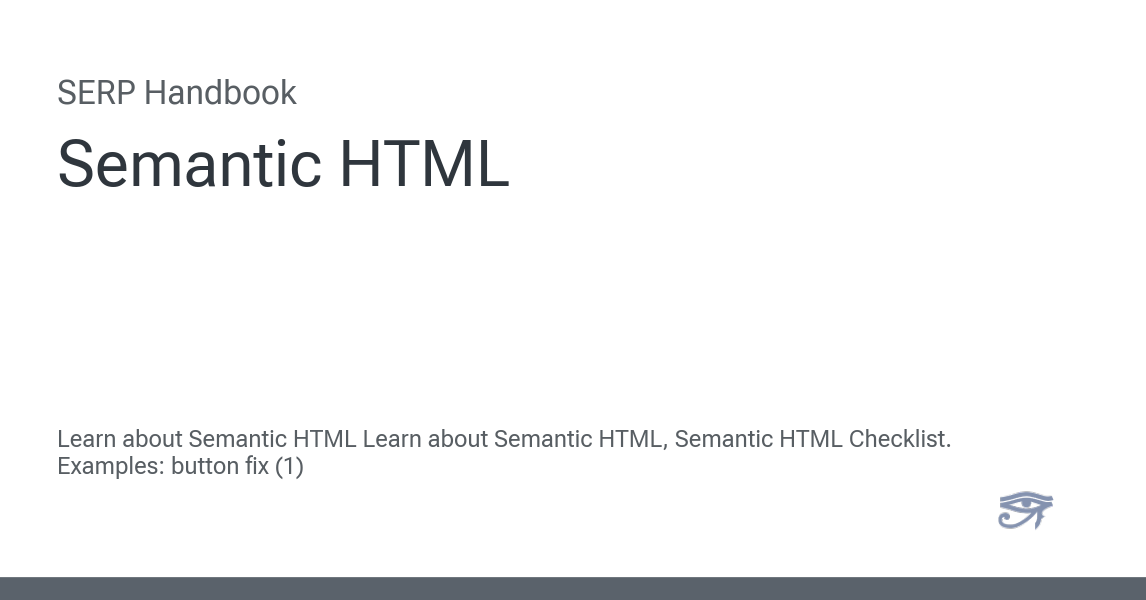 SERP Handbook
Semantic HTML
Learn about Semantic HTML Learn about Semantic HTML, Semantic HTML Checklist.
Examples: button fix (1)